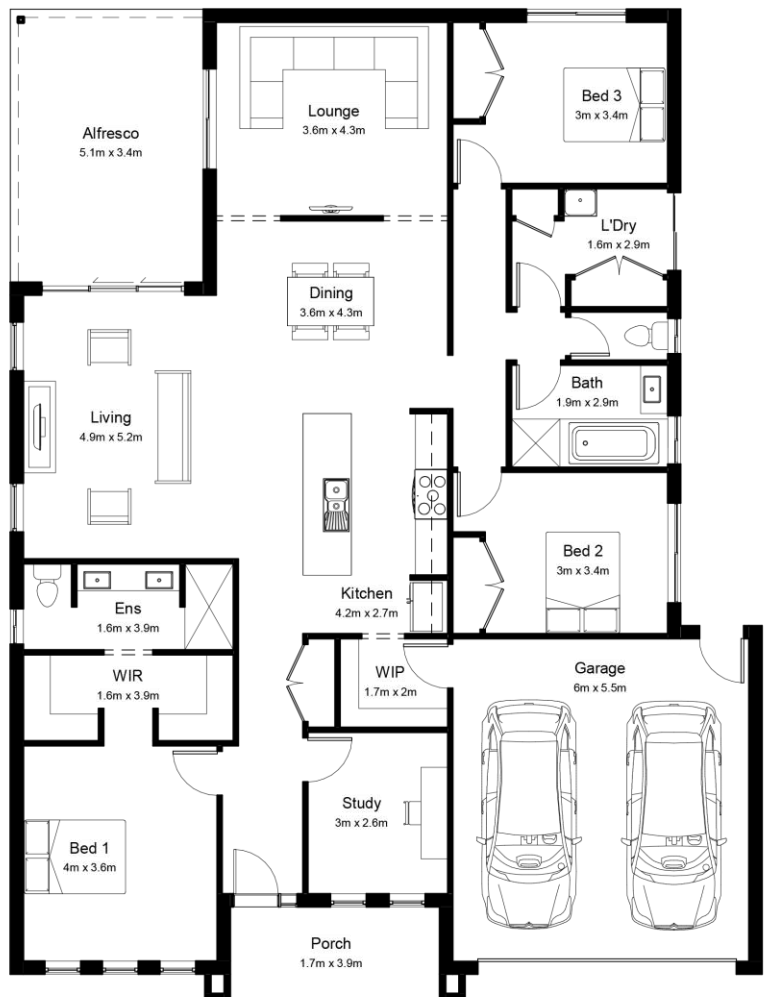 Bed 3
3m x 3.4m
Lounge
3.6m x 4.3m
Alfresco
5.1m x 3.4m
L'Dry
1.6m x 2.9m
Dining
3.6m x 4.3m
Bath
1.9m x 2.9m
Living
4.9m x 5.2m
Bed 2
3m x 3.4m
Kitchen
4.2m x 2.7m
Ens
1.6m x 3.9m
WIR
1.6m x 3.9m
WIP
1.7m x 2m
Garage
6m x 5.5m
Study
3m x 2.6m
Bed 1
4m x 3.6m
Porch
1.7m x 3.9m